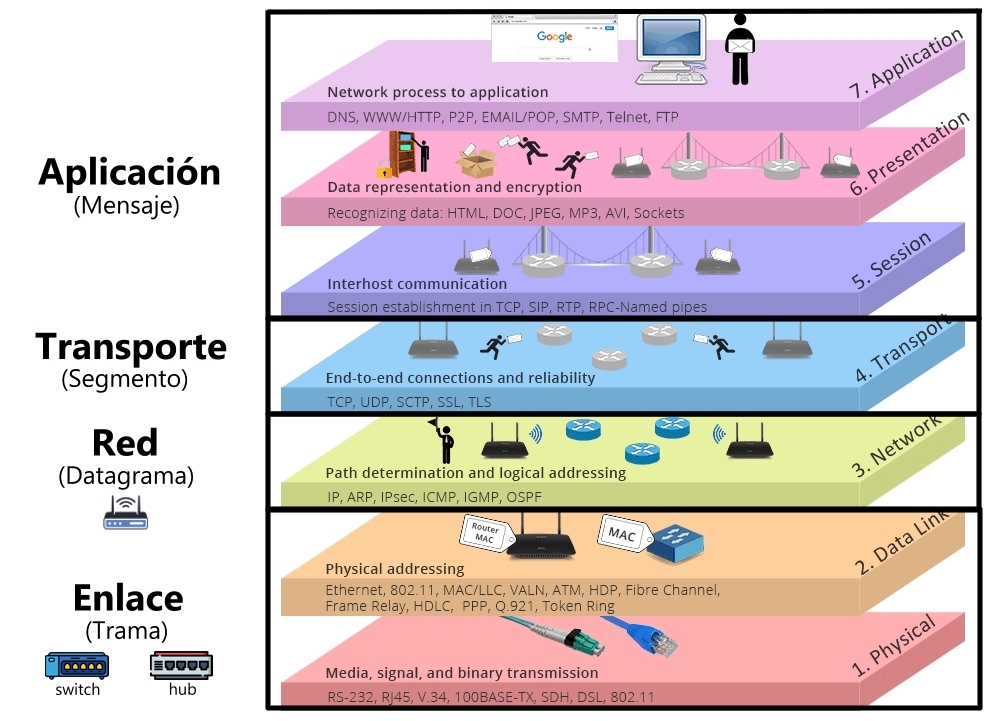 Google
7. Application
Network process to application
DNS, WWW/HTTP, P2P, EMAIL/POP, SMTP, Telnet, FTP
Aplicación
(Mensaje)
6. Presentation
Data representation and encryption
Recognizing data: HTML, DOC, JPEG, MP3, AVI, Sockets
5. Session
Interhost communication
Session establishment in TCP, SIP, RTP, RPC-Named pipes
Transporte
(Segmento)
4. Transport
End-to-end connections and reliability
TCP, UDP, SCTP, SSL, TLS
Red
(Datagrama)
3. Network
Path determination and logical addressing
IP, ARP, IPsec, ICMP, IGMP, OSPF
Router
MAC
MAC
2. Data Link
Physical addressing
Ethernet, 802.11, MAC/LLC, VALN, ATM, HDP, Fibre Channel,
Frame Relay, HDLC, PPP, Q.921, Token Ring
Enlace
(Trama)
switch
hub
1. Physical
Media, signal, and binary transmission
RS-232, RJ45, V.34, 100BASE-TX, SDH, DSL, 802.11